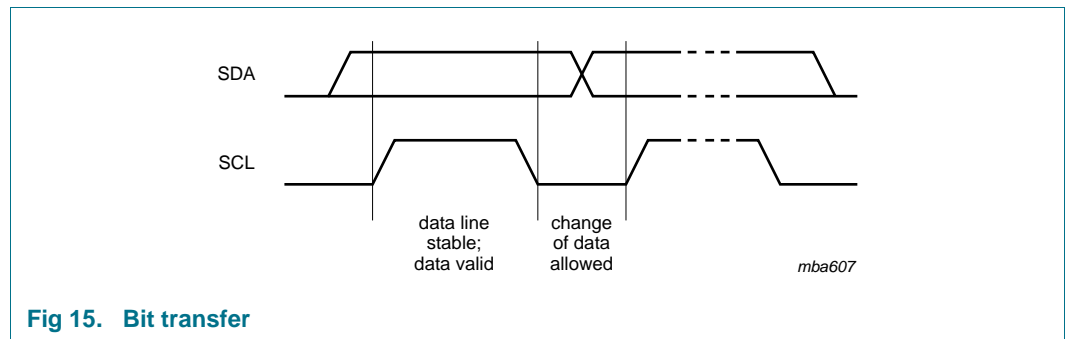 SDA
SCL
data line
stable;
data valid
change
of data
allowed
mba607
Fig 15. Bit transfer